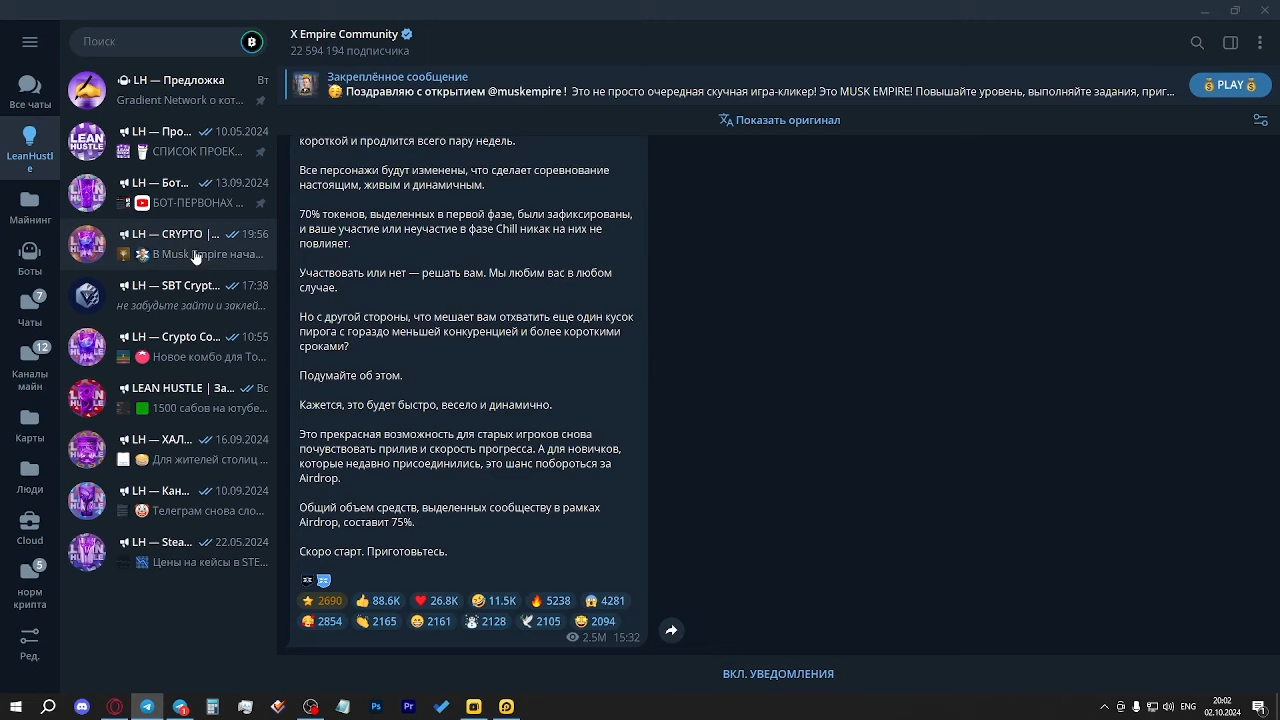 Поиск
Все чаты
LeanHustl
e
Майнинг
Боты
7
Чаты
12
Каналы
майн
Карты
Люди
Cloud
5
норм
крипта
Ред.
LH — Предложка Вт
Gradient Network о кот...
LH — Про... 10.05.2024
СПИСОК ПРОЕК...
LH — Бот... 13.09.2024
БОТ-ПЕРВОНАХ ...
LH — CRYPTO |... 19:56
В Musk Empire нача...
LH — SBT Crypt... 17:38
не забудьте зайти и заклей...
LH — Crypto Co... 10:55
Новое комбо для To...
LEAN HUSTLE | За... Вс
1500 сабов на ютубе...
LH — ХАЛ... 16.09.2024
Для жителей столиц ...
LH — Кан... 10.09.2024
Телеграм снова сло...
LH — Stea... 22.05.2024
Цены на кейсы в STE...
X Empire Community
22 594 194 подписчика
Закреплённое сообщение
🥰 Поздравляю с открытием @muskempire ! Это не просто очередная скучная игра-кликер! Это MUSK EMPIRE! Повышайте уровень, выполняйте задания, приг...
💰 PLAY 💰
Показать оригинал
короткой и продлится всего пару недель.
Все персонажи будут изменены, что сделает соревнование
настоящим, живым и динамичным.
70% токенов, выделенных в первой фазе, были зафиксированы,
и ваше участие или неучастие в фазе Chill никак на них не
повлияет.
Участвовать или нет — решать вам. Мы любим вас в любом
случае.
Но с другой стороны, что мешает вам отхватить еще один кусок
пирога с гораздо меньшей конкуренцией и более короткими
сроками?
Подумайте об этом.
Кажется, это будет быстро, весело и динамично.
Это прекрасная возможность для старых игроков снова
почувствовать прилив и скорость прогресса. А для новичков,
которые недавно присоединились, это шанс побороться за
Airdrop.
Общий объем средств, выделенных сообществу в рамках
Airdrop, составит 75%.
Скоро старт. Приготовьтесь.
⭐ 2690 👍 88.6K ❤ 26.8K 🤣 11.5K 🔥 5238 😱 4281
🥰 2854 👏 2165 😁 2161 ☃ 2128 🕊 2105 🤩 2094
2.5M 15:32
ВКЛ. УВЕДОМЛЕНИЯ
ENG
20:02
02.10.2024